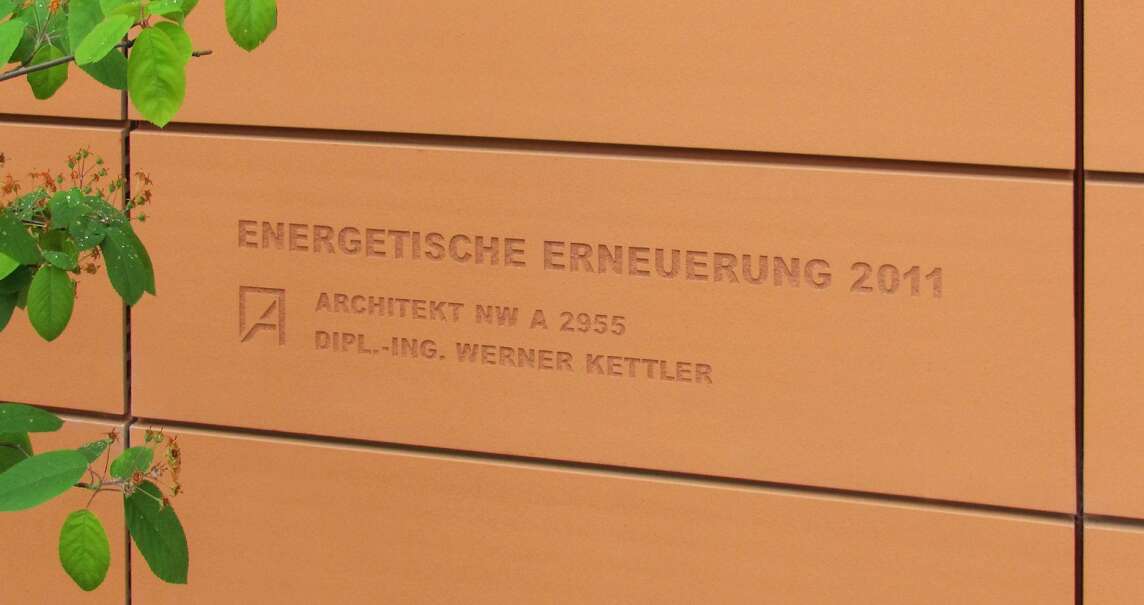 ENERGETISCHE ERNEUERUNG 2011
ARCHITEKT NW A 2955
DIPL.-ING. WERNER KETTLER